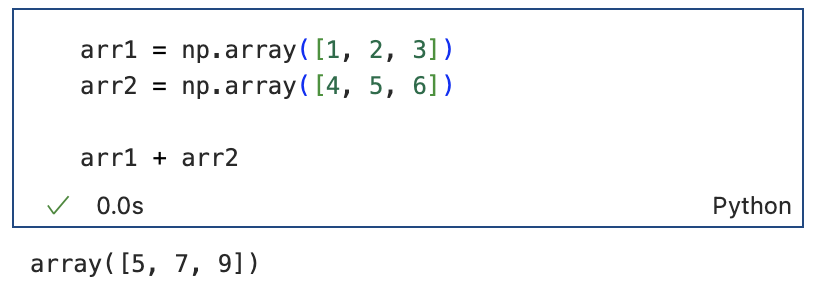 arr1 = np.array([1, 2, 3])
arr2 = np.array([4, 5, 6])
arr1 + arr2
0.0s Python
array([5, 7, 9])